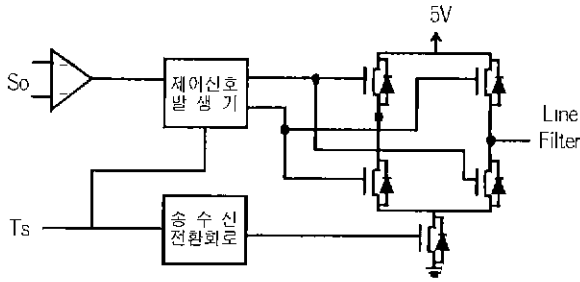 5V
So
제어신호
발 생 기
Line
Filter
Ts
송 수 신
전환회로